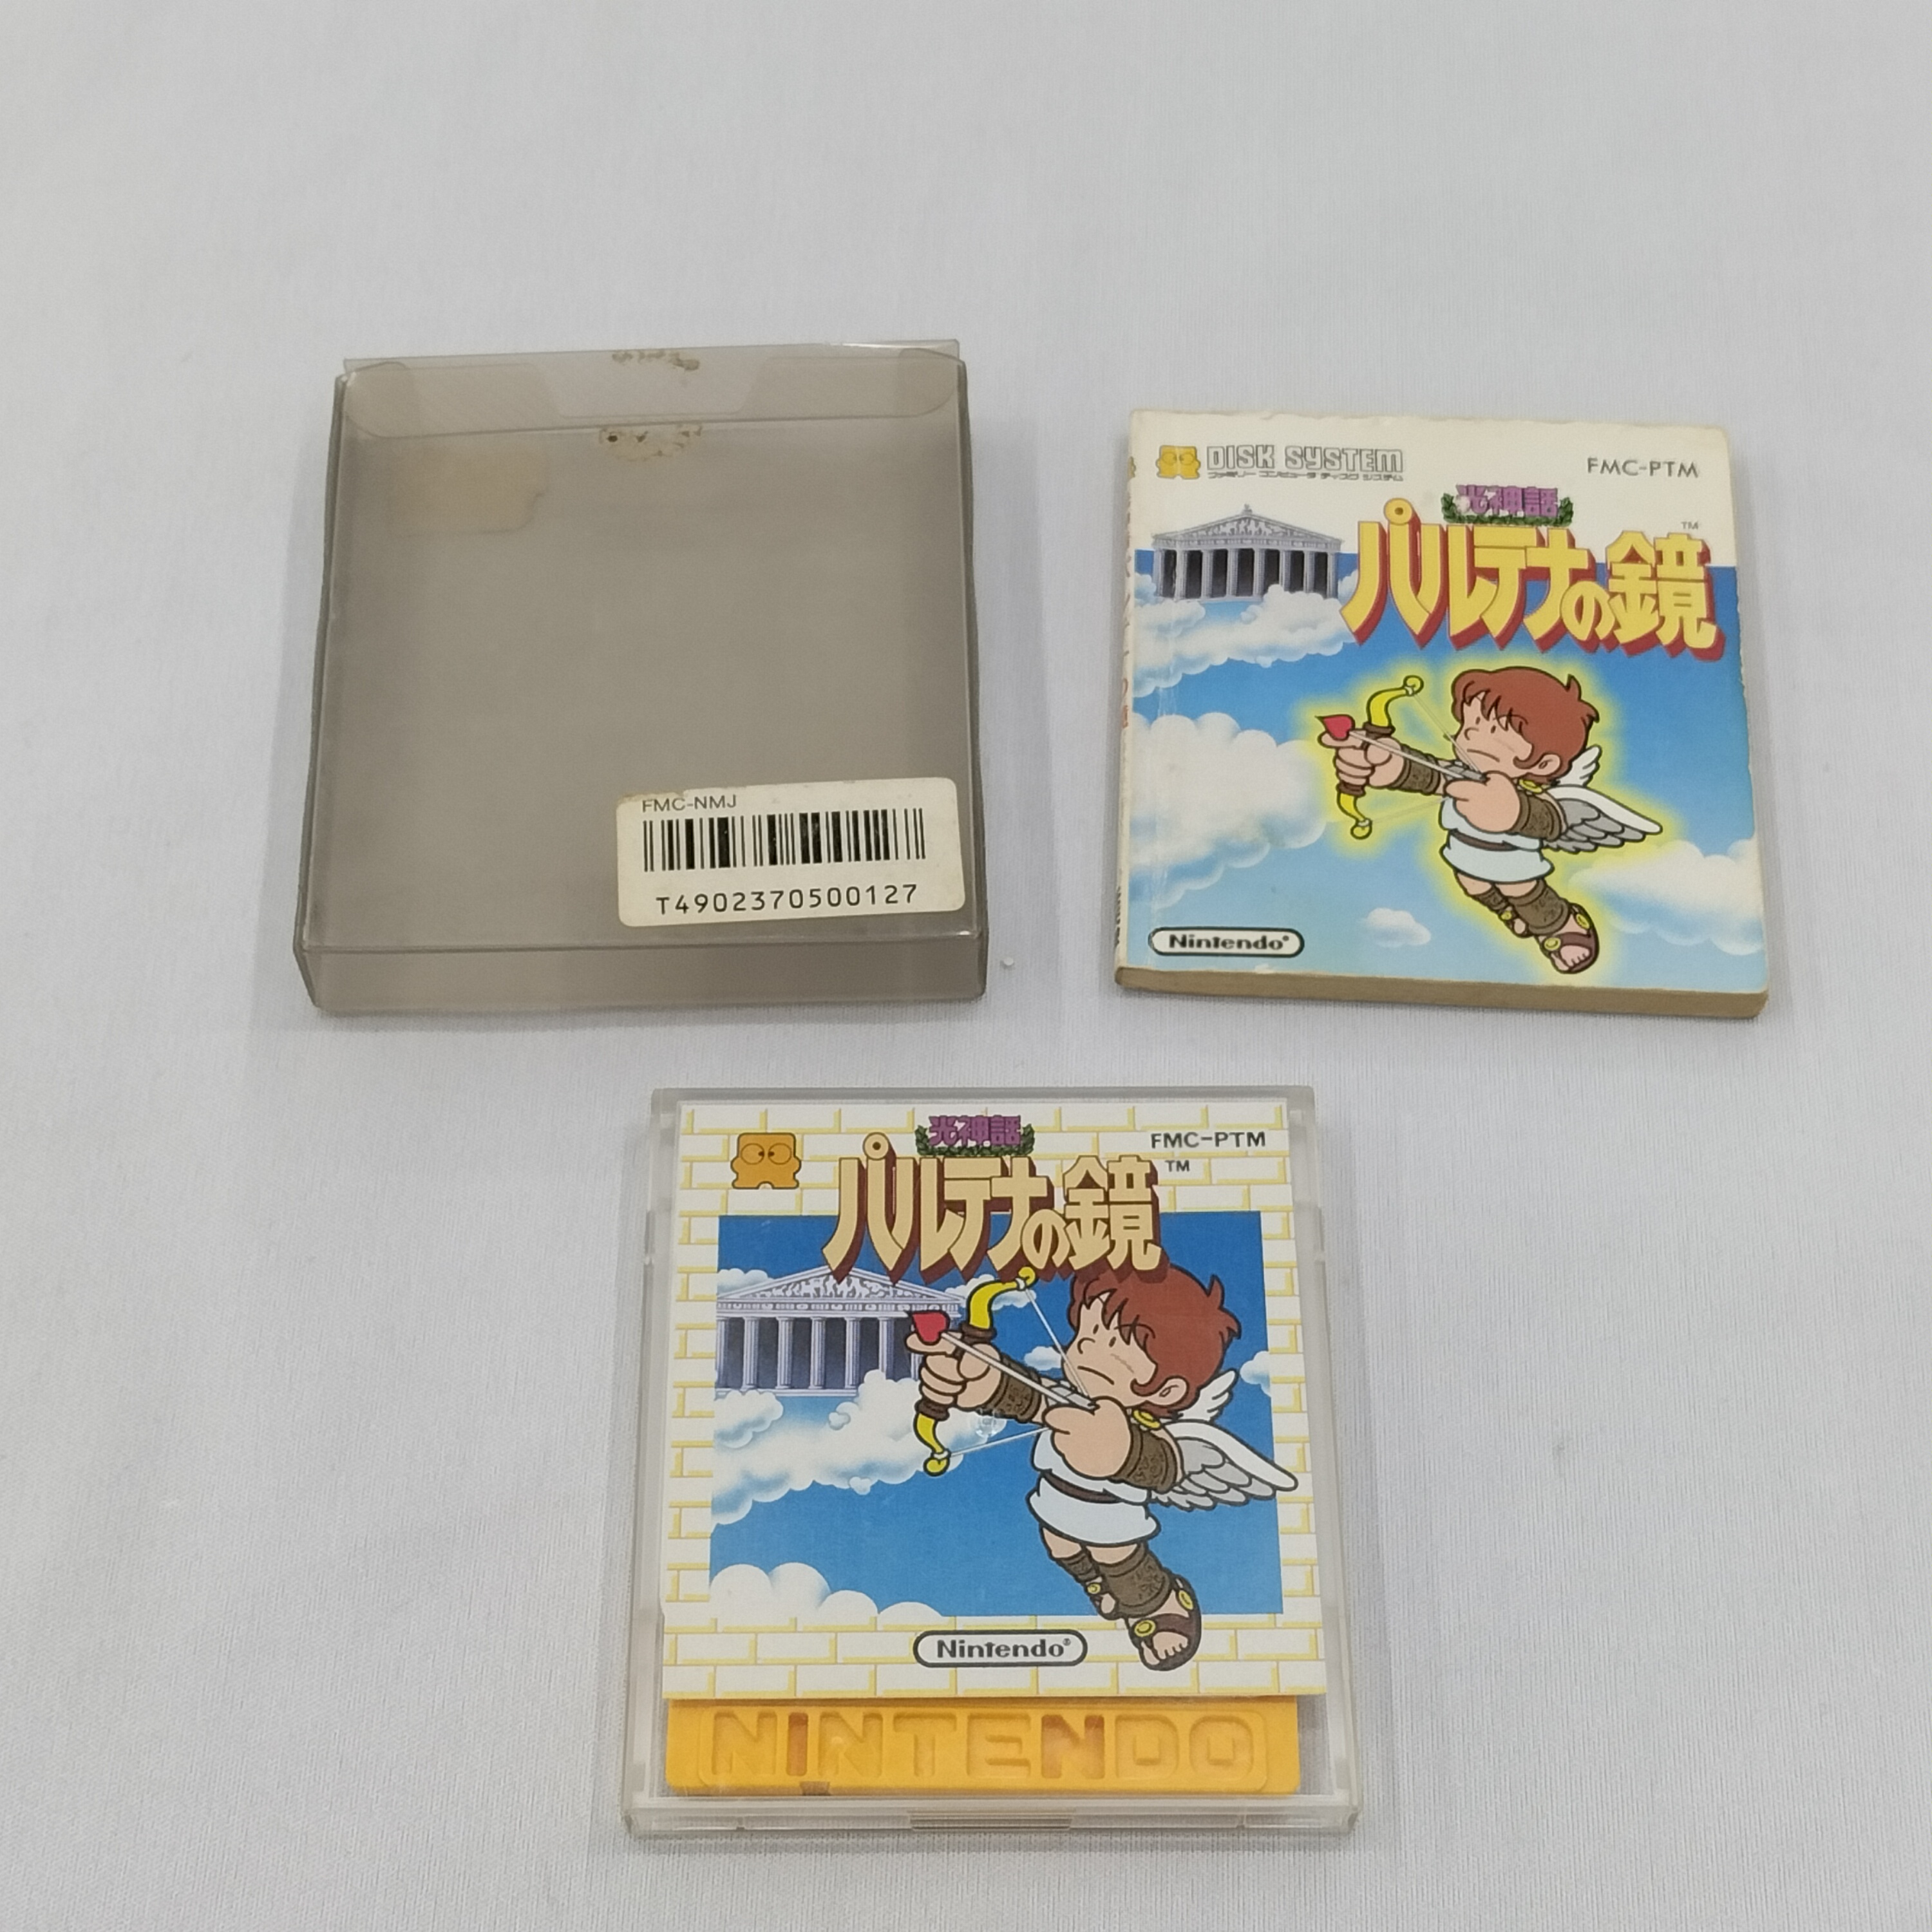 FMC-NMJ
T4902370500127
DISK SYSTEM
ファミリー コンピュータ ディスク システム
FMC-PTM
光神話
パルテナの鏡
TM
Nintendo®
光神話
FMC-PTM
パルテナの鏡
TM
Nintendo®
NINTENDO